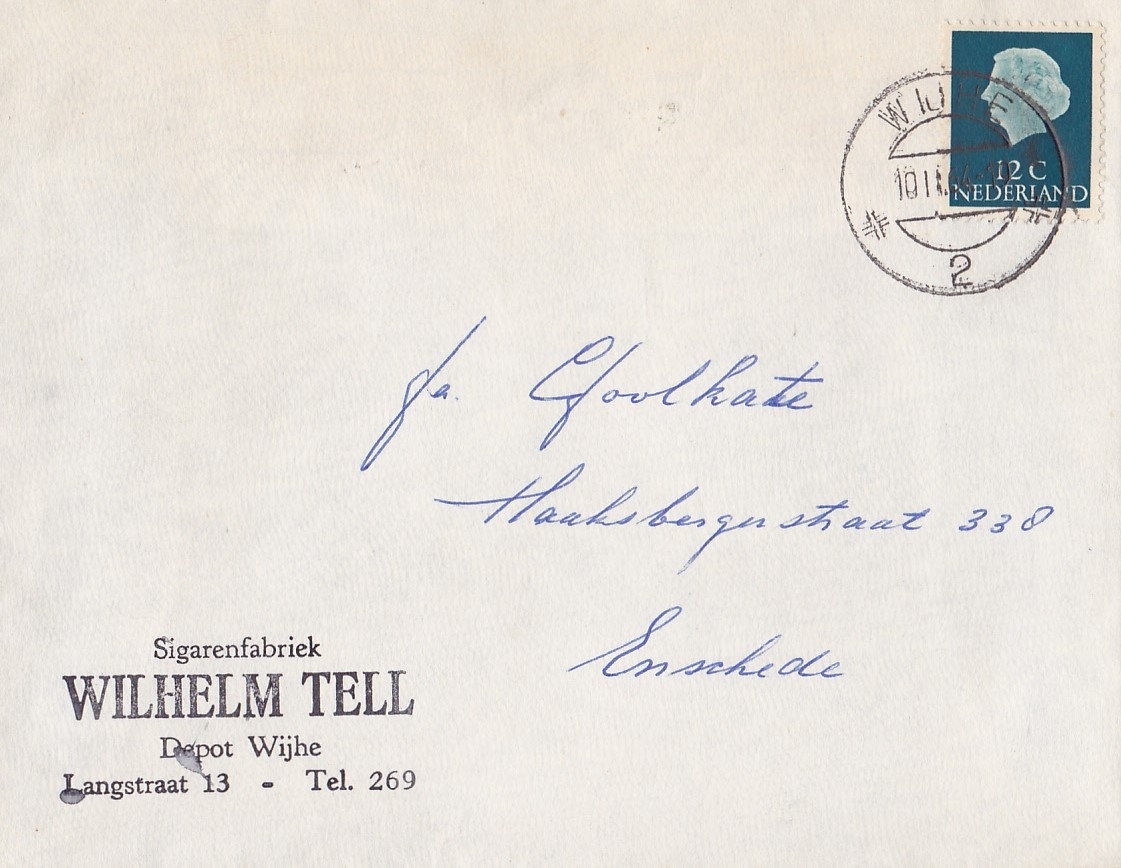 WIJHE
12 C
NEDERLAND
2
fa. Goolkate
Haaksbergerstraat 338
Enschede
Sigarenfabriek
WILHELM TELL
Depot Wijhe
Langstraat 13 - Tel. 269